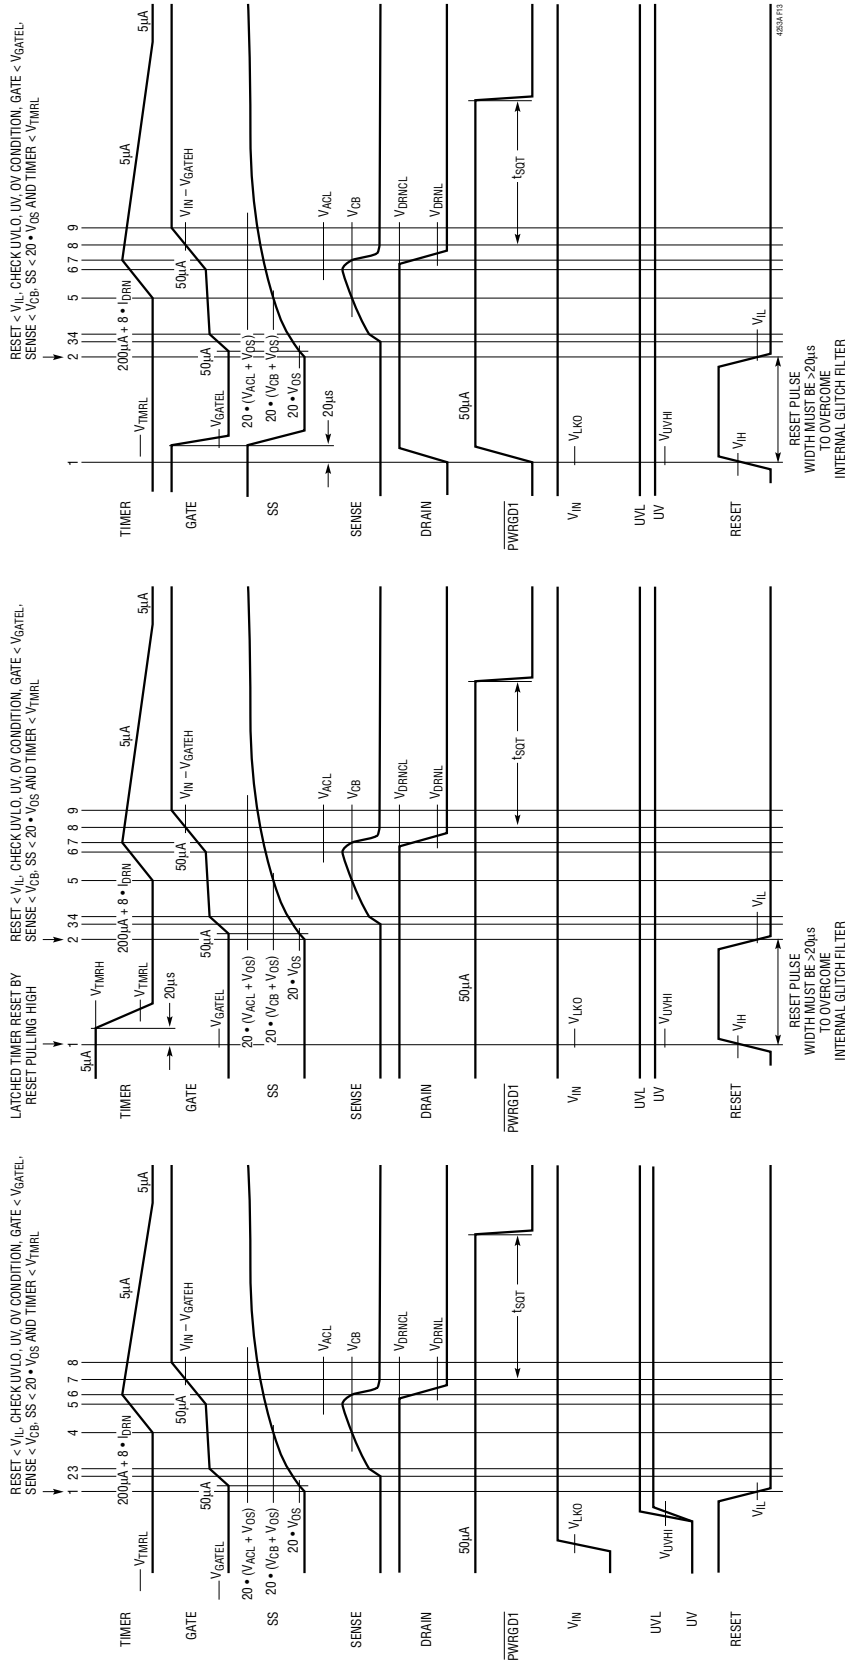 RESET < VIL, CHECK UVLO, UV, OV CONDITION, GATE < VGATEL,
SENSE < VCB, SS < 20 • VOS AND TIMER < VTMRL
1 2 3 4 5 6 7 8
TIMER
VTMRL
200µA + 8 • IDRN
5µA
5µA
GATE
VGATEL
50µA
50µA
VIN – VGATEH
SS
20 • (VACL + VOS)
20 • (VCB + VOS)
20 • VOS
SENSE
VACL
VCB
DRAIN
VDRNCL
VDRNL
PWRGD1
50µA
tSQT
VIN
VLKO
UVL
UV
VUVHI
RESET
VIL
LATCHED TIMER RESET BY
RESET PULLING HIGH
RESET < VIL, CHECK UVLO, UV, OV CONDITION, GATE < VGATEL,
SENSE < VCB, SS < 20 • VOS AND TIMER < VTMRL
1 2 3 4 5 6 7 8 9
TIMER
5µA
VTMRH
VTMRL
20µs
200µA + 8 • IDRN
5µA
5µA
GATE
VGATEL
50µA
50µA
VIN – VGATEH
SS
20 • (VACL + VOS)
20 • (VCB + VOS)
20 • VOS
SENSE
VACL
VCB
DRAIN
VDRNCL
VDRNL
PWRGD1
50µA
tSQT
VIN
VLKO
UVL
UV
VUVHI
RESET
VIH
VIL
RESET PULSE
WIDTH MUST BE >20µs
TO OVERCOME
INTERNAL GLITCH FILTER
RESET < VIL, CHECK UVLO, UV, OV CONDITION, GATE < VGATEL,
SENSE < VCB, SS < 20 • VOS AND TIMER < VTMRL
1 2 3 4 5 6 7 8 9
TIMER
VTMRL
200µA + 8 • IDRN
5µA
5µA
GATE
VGATEL
50µA
50µA
VIN – VGATEH
SS
20 • (VACL + VOS)
20 • (VCB + VOS)
20 • VOS
20µs
SENSE
VACL
VCB
DRAIN
VDRNCL
VDRNL
PWRGD1
50µA
tSQT
VIN
VLKO
UVL
UV
VUVHI
RESET
VIH
VIL
RESET PULSE
WIDTH MUST BE >20µs
TO OVERCOME
INTERNAL GLITCH FILTER
4253A F13